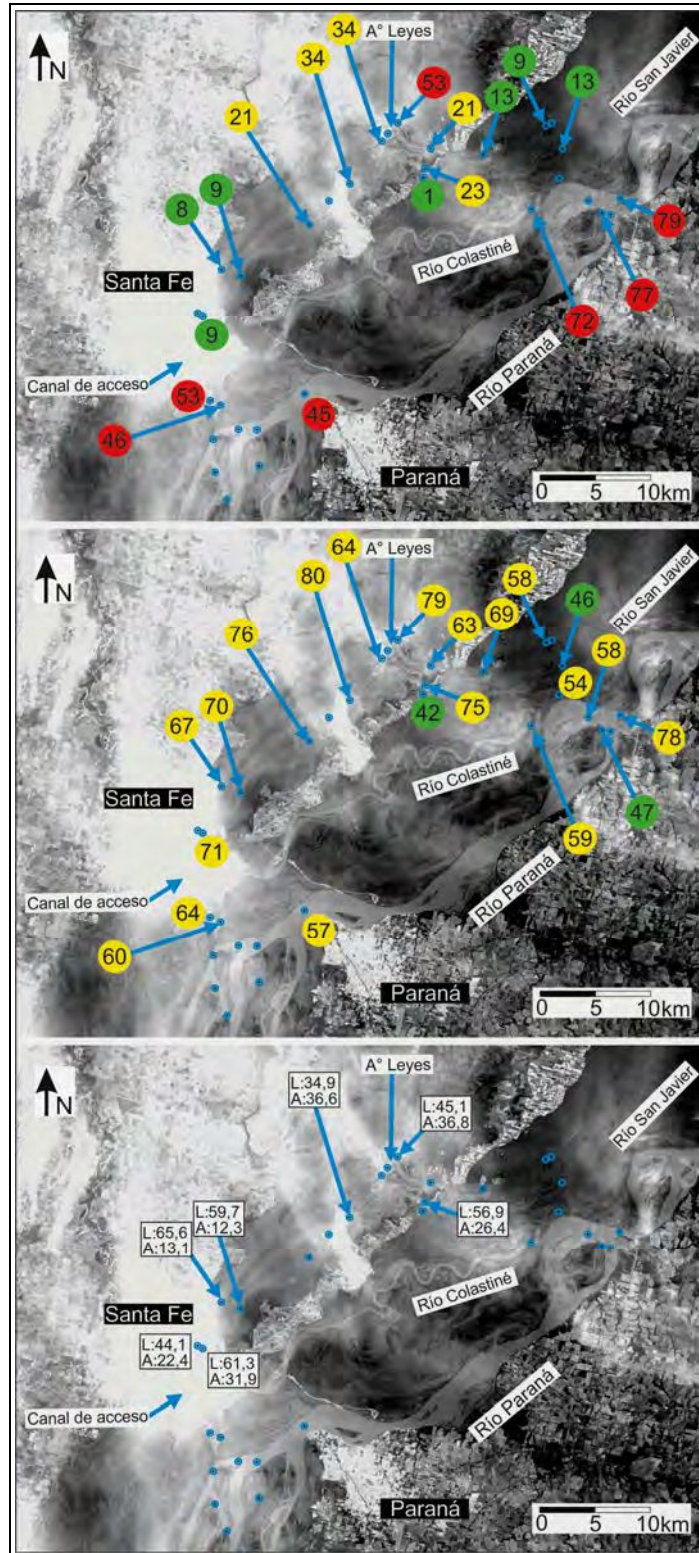 34
A° Leyes
53
34
9
13
Río San Javier
N
21
21
13
8
9
1
23
79
Santa Fe
Río Colastiné
77
72
9
Río Paraná
Canal de acceso
53
46
45
Paraná
0 5 10km
64
A° Leyes
79
58
46
Río San Javier
N
80
63
69
58
76
54
67
70
42
75
78
Santa Fe
Río Colastiné
47
59
71
Río Paraná
Canal de acceso
64
60
57
Paraná
0 5 10km
A° Leyes
N
L:34,9
A:36,6
L:45,1
A:36,8
Río San Javier
L:59,7
A:12,3
L:65,6
A:13,1
L:56,9
A:26,4
Santa Fe
Río Colastiné
L:44,1
A:22,4
L:61,3
A:31,9
Canal de acceso
Río Paraná
Paraná
0 5 10km